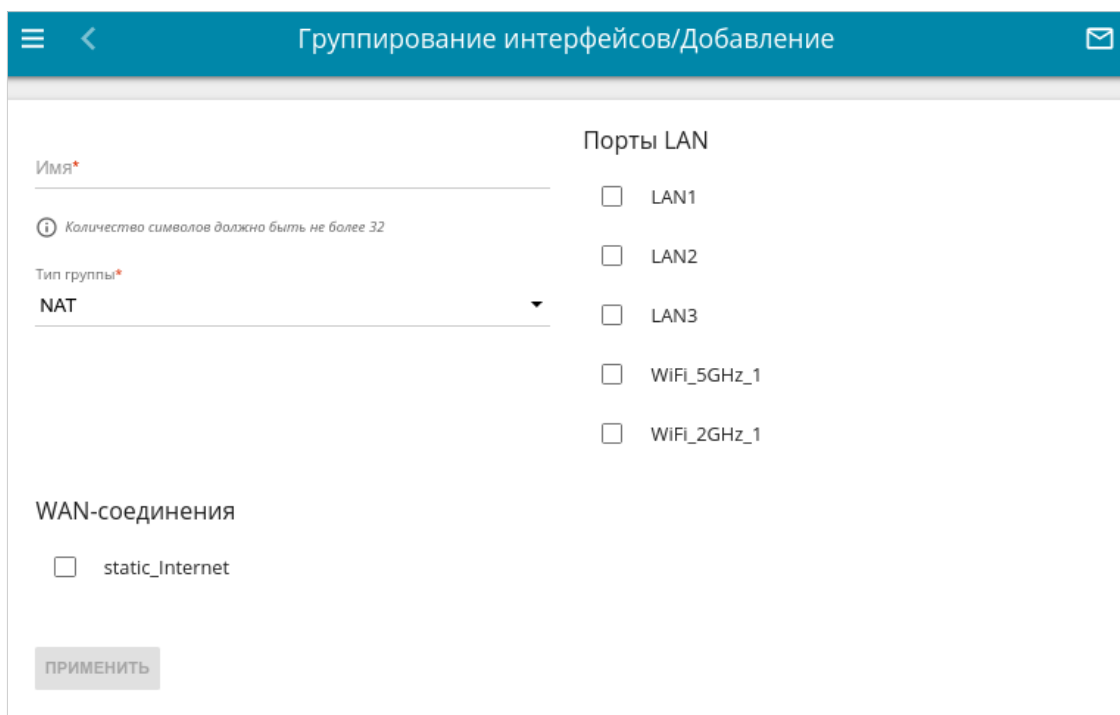 Группирование интерфейсов/Добавление
Имя*
Количество символов должно быть не более 32
Тип группы*
NAT
Порты LAN
LAN1
LAN2
LAN3
WiFi_5GHz_1
WiFi_2GHz_1
WAN-соединения
static_Internet
ПРИМЕНИТЬ